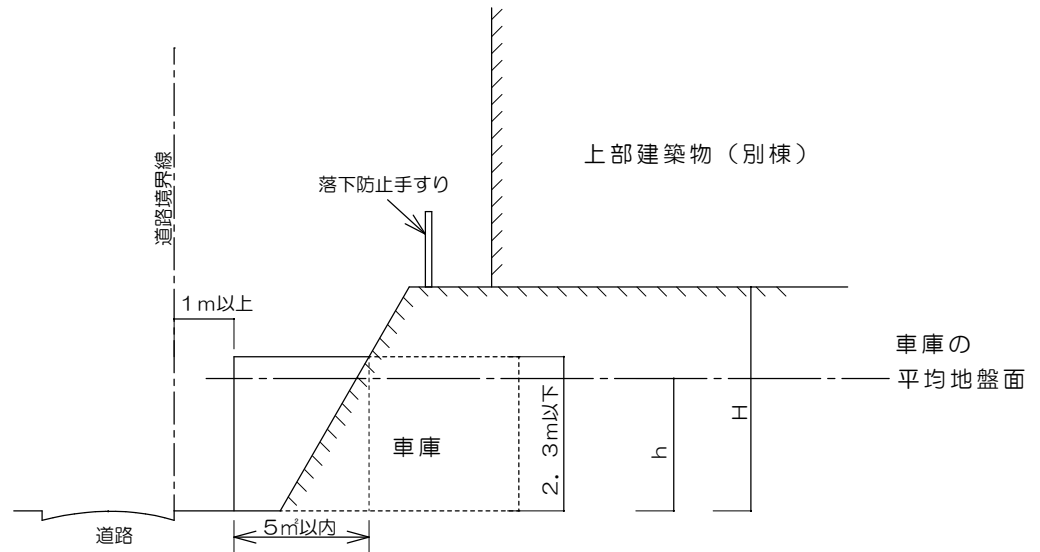 上部建築物（別棟）
落下防止手すり
道路境界線
1m以上
車庫の
平均地盤面
車庫
2．3m以下
h
H
5㎡以内
道路